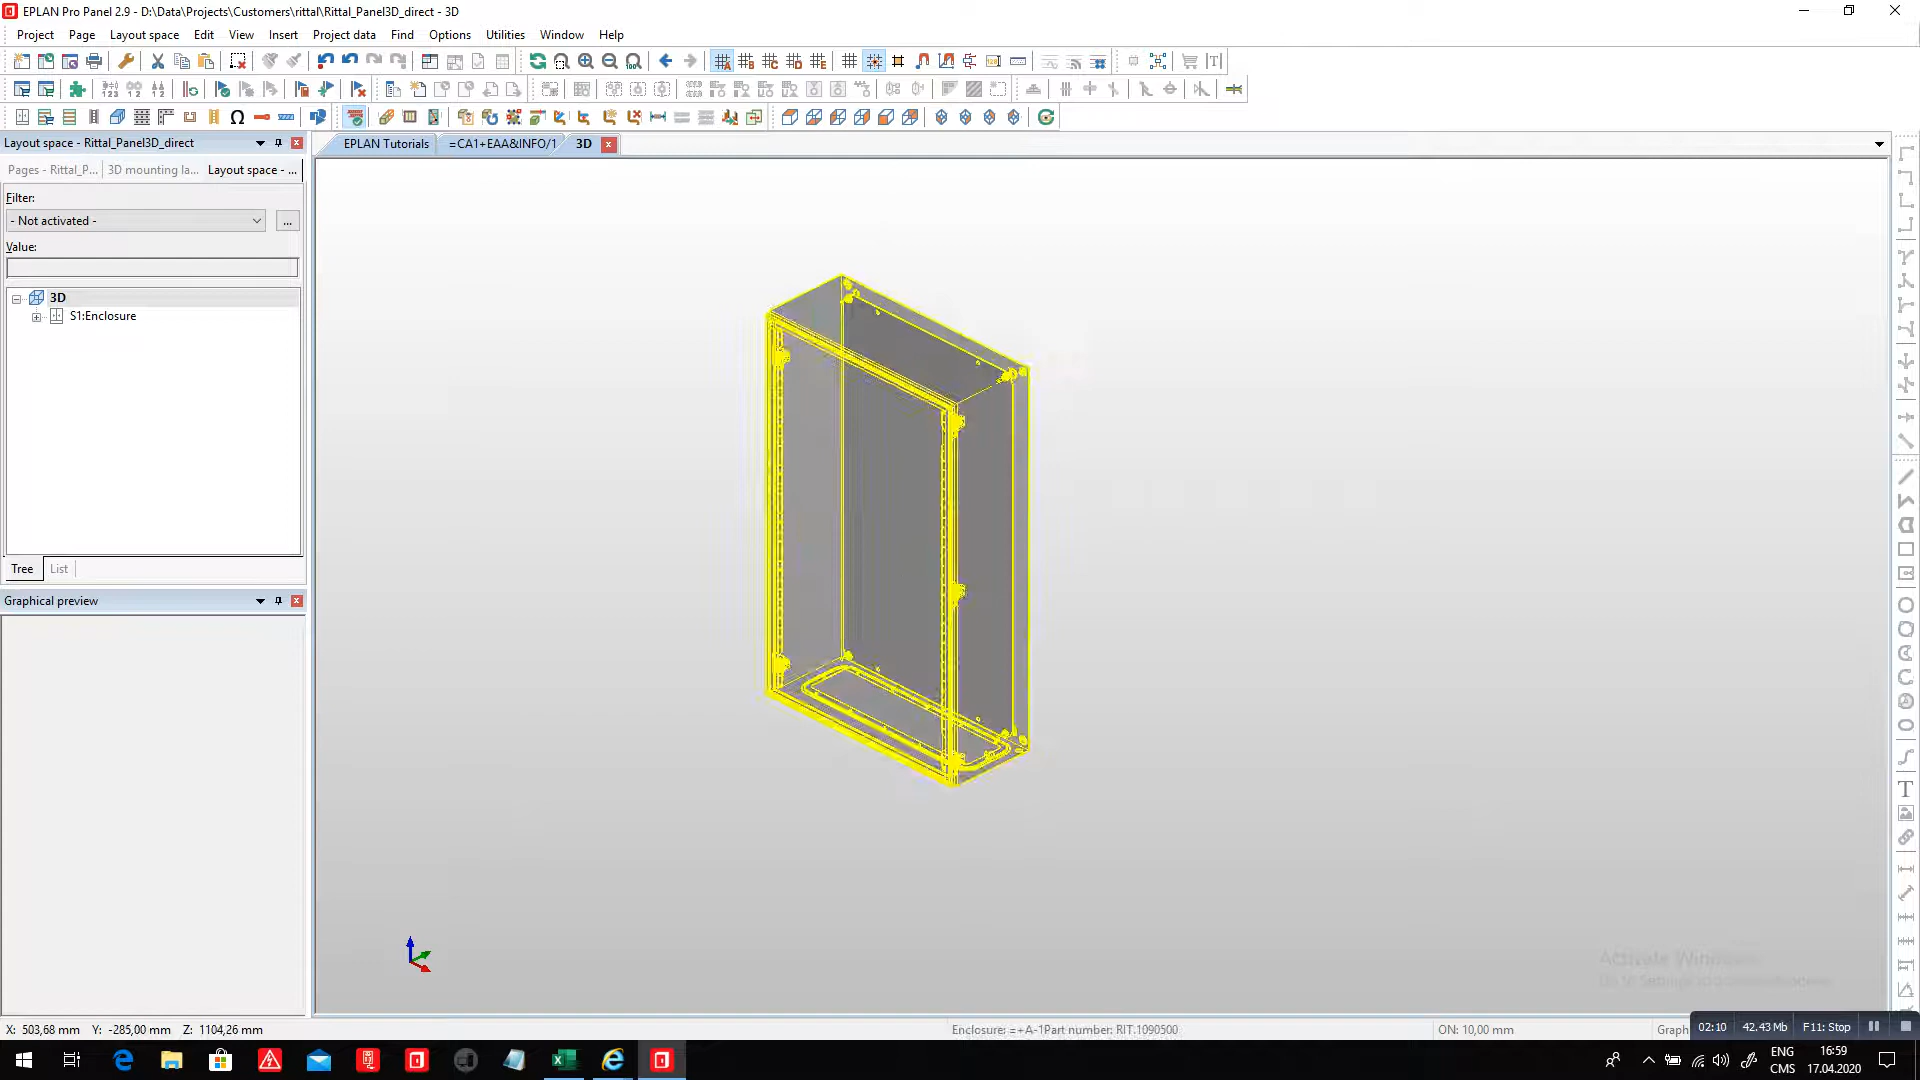 EPLAN Pro Panel 2.9 - D:\Data\Projects\Customers\rittal\Rittal_Panel3D_direct - 3D
Project Page Layout space Edit View Insert Project data Find Options Utilities Window Help
Layout space - Rittal_Panel3D_direct
EPLAN Tutorials =CA1+EAA&INFO/1 3D
Pages - Rittal_P... 3D mounting la... Layout space - ...
Filter:
- Not activated -
...
Value:
3D
S1:Enclosure
Tree List
Graphical preview
Activate Windows
X: 503,68 mm Y: -285,00 mm Z: 1104,26 mm
Enclosure: =+A-1Part number: RIT.1090500
ON: 10,00 mm
Graph
02:10 42.43 Mb F11: Stop
ENG
CMS
16:59
17.04.2020